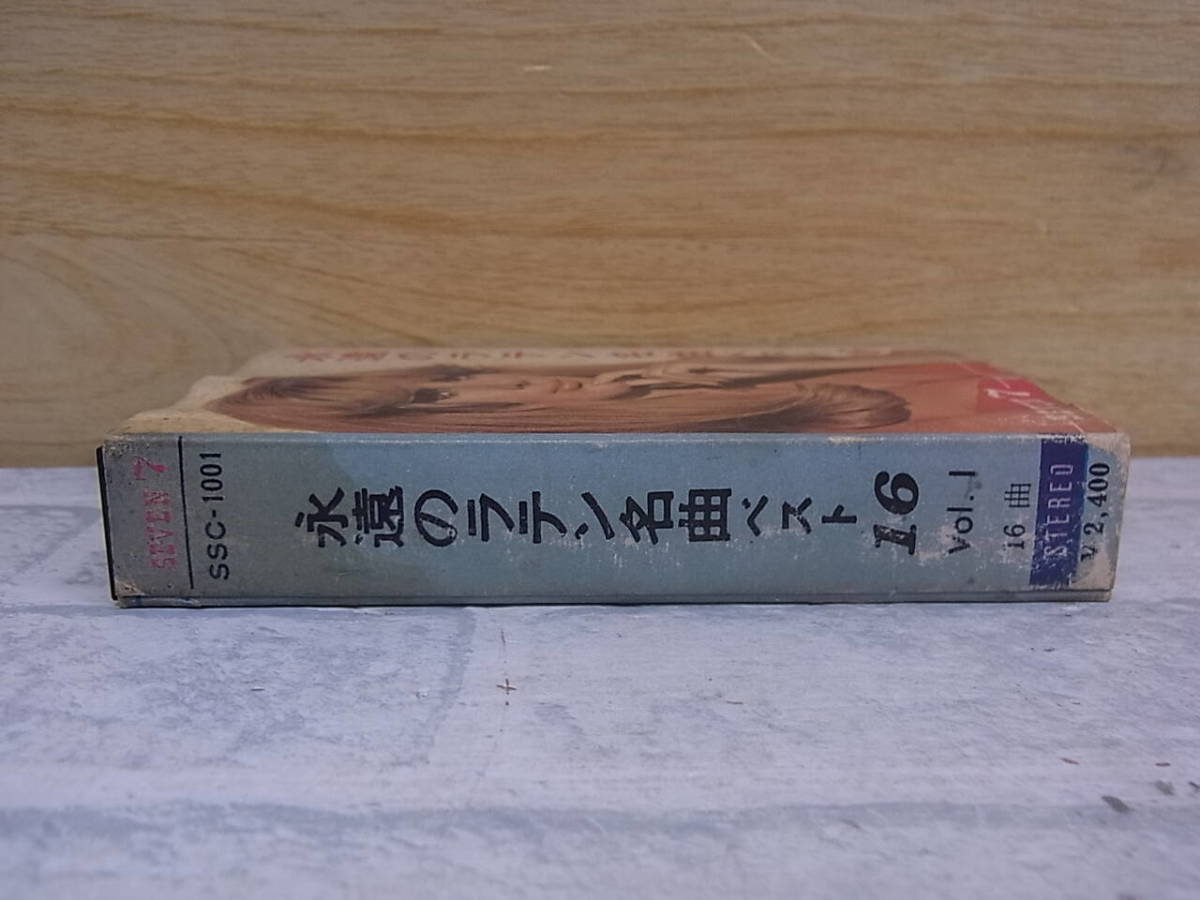 SEVEN 7
SSC-1001
永遠のラテン名曲ベスト16
vol.1
16曲
STEREO
¥2,400